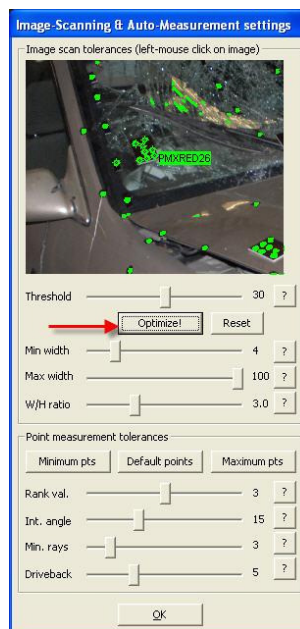 Image-Scanning & Auto-Measurement settings
Image scan tolerances (left-mouse click on image)
PMXRED26
Threshold 30 ?
Optimize! Reset
Min width 4 ?
Max width 100 ?
W/H ratio 3.0 ?
Point measurement tolerances
Minimum pts Default points Maximum pts
Rank val. 3 ?
Int. angle 15 ?
Min. rays 3 ?
Driveback 5 ?
OK